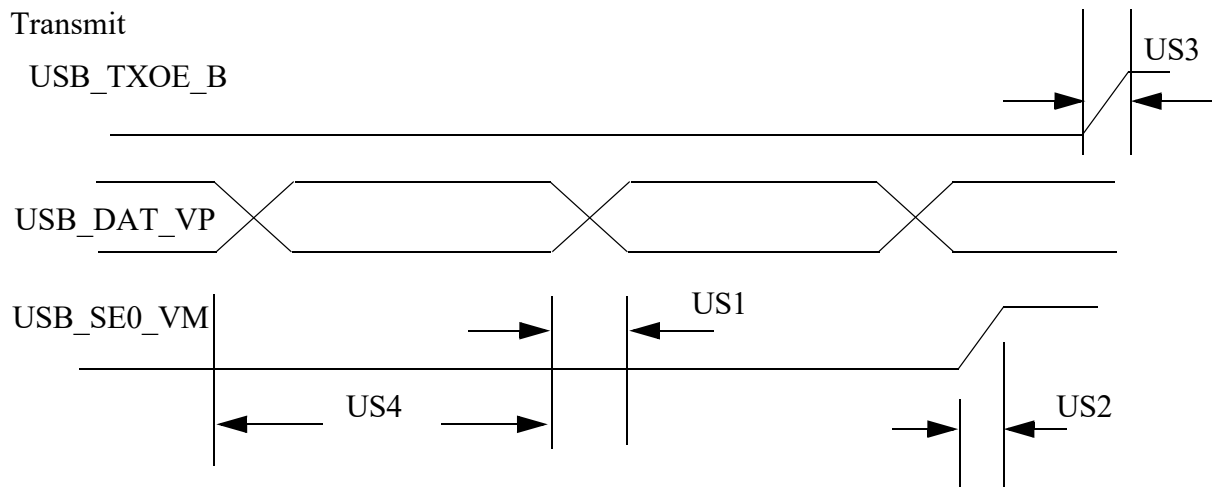 Transmit
US3
USB_TXOE_B
USB_DAT_VP
US1
USB_SE0_VM
US4
US2